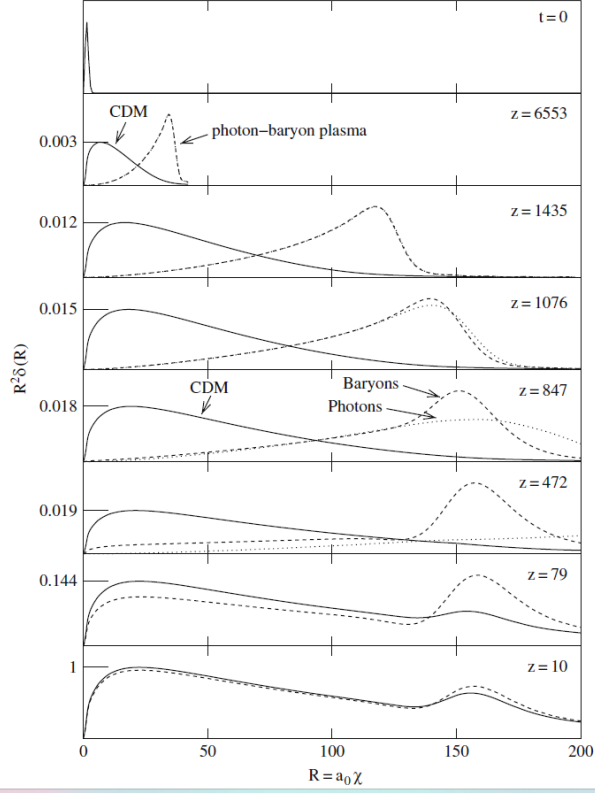 t = 0
z = 6553
CDM
photon−baryon plasma
0.003
z = 1435
0.012
z = 1076
0.015
z = 847
Baryons
CDM
Photons
0.018
z = 472
0.019
z = 79
0.144
z = 10
1
0 50 100 150 200
R = a₀ χ
R²δ(R)